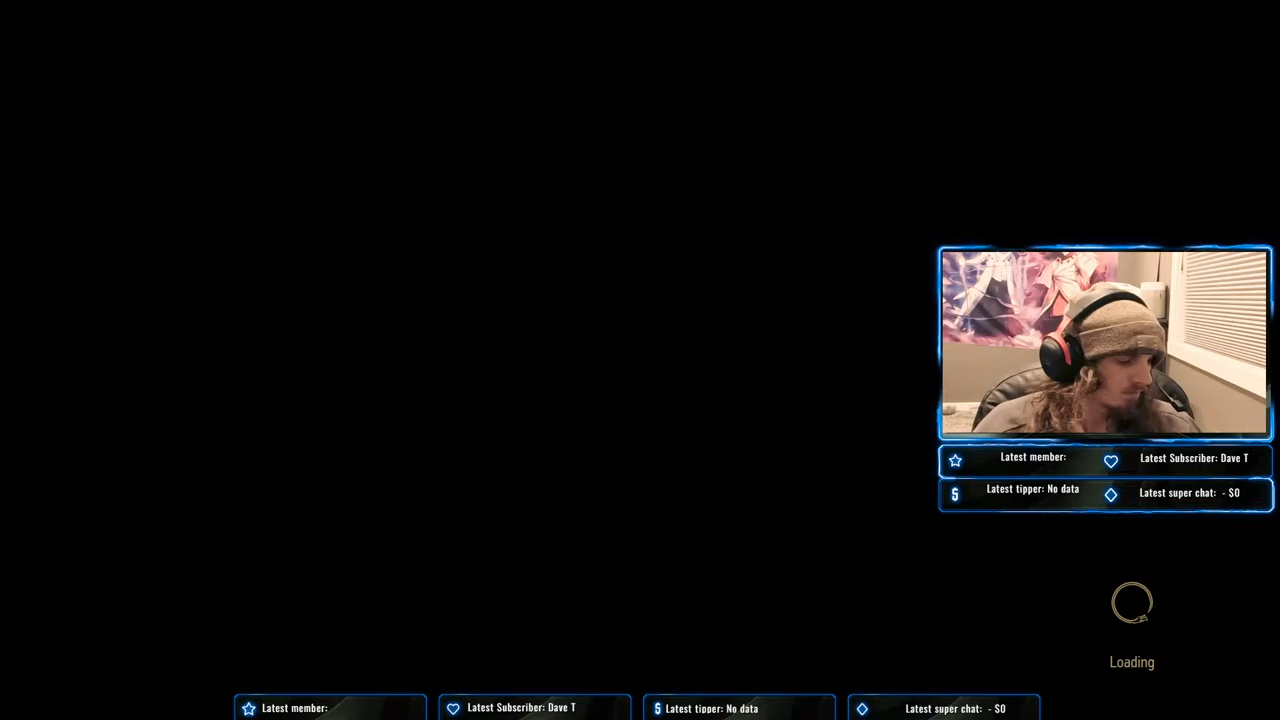 Latest member:
Latest Subscriber: Dave T
Latest tipper: No data
Latest super chat: - $0
Loading
Latest member:
Latest Subscriber: Dave T
$ Latest tipper: No data
Latest super chat: - $0